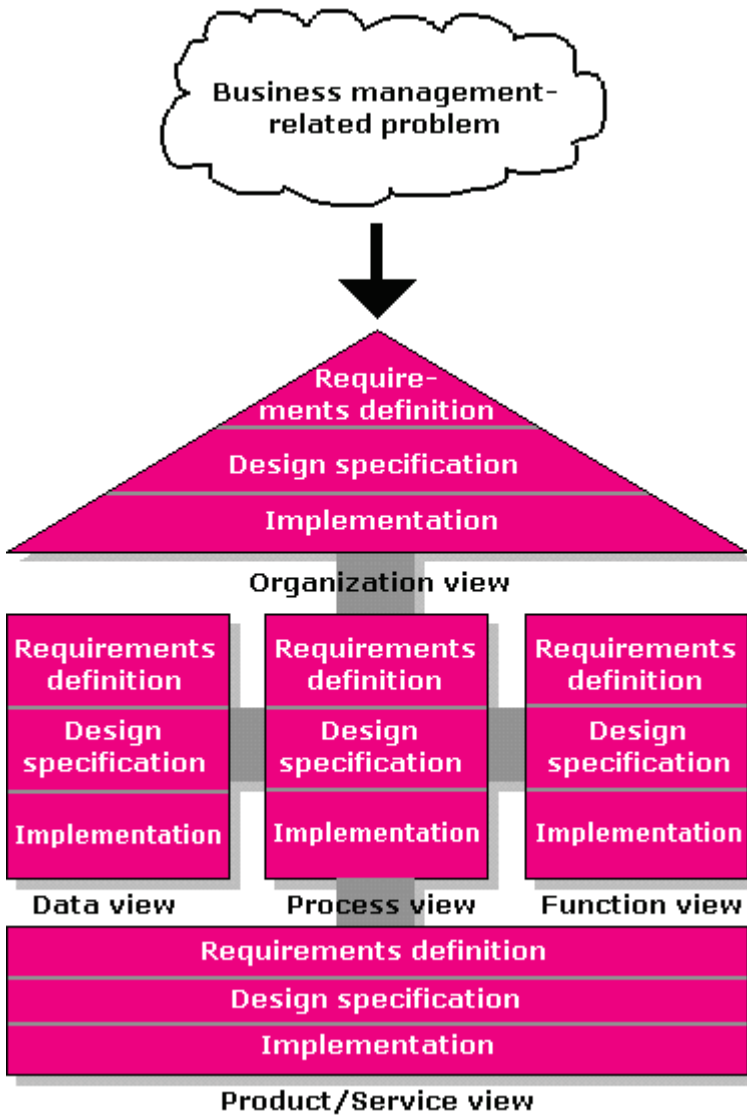 Business management-
related problem
Require-
ments definition
Design specification
Implementation
Organization view
Requirements
definition
Design
specification
Implementation
Data view
Requirements
definition
Design
specification
Implementation
Process view
Requirements
definition
Design
specification
Implementation
Function view
Requirements definition
Design specification
Implementation
Product/Service view